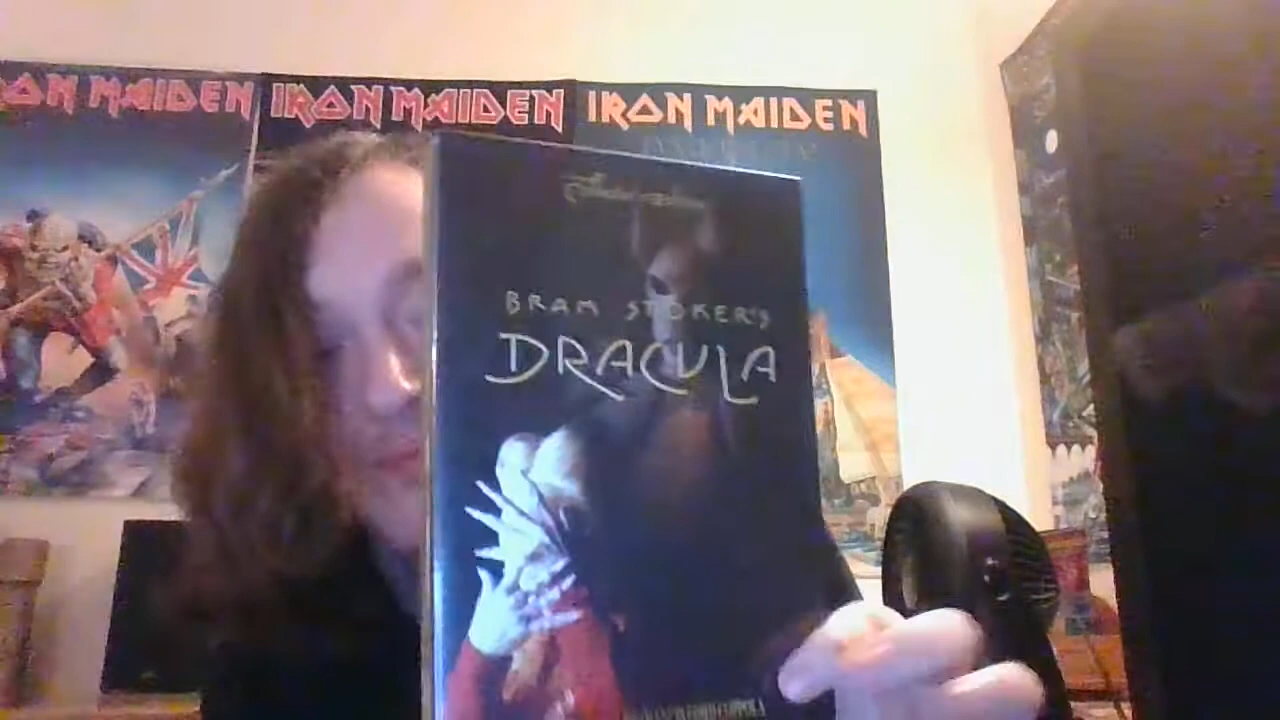 IRON MAIDEN
IRON MAIDEN
IRON MAIDEN
BRAM STOKER'S
DRACULA